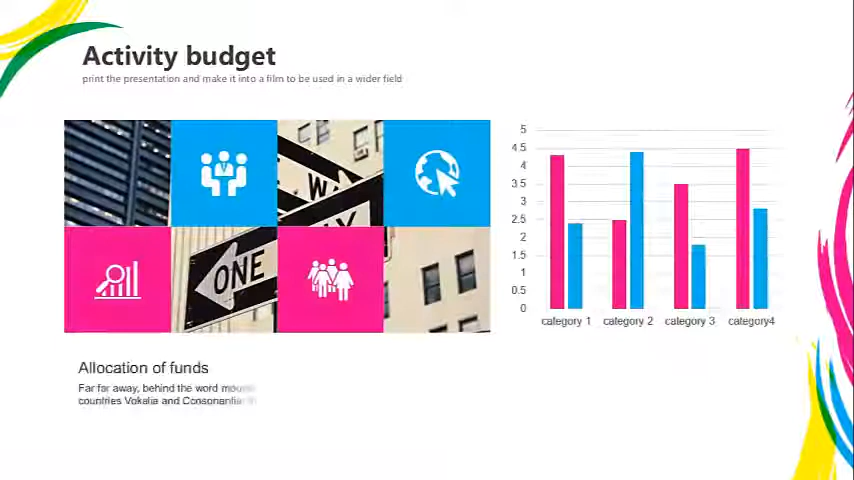 Activity budget
print the presentation and make it into a film to be used in a wider field
W
ONE
5
4.5
4
3.5
3
2.5
2
1.5
1
0.5
0
category 1 category 2 category 3 category4
Allocation of funds
Far far away, behind the word
countries Vokalia and Consonantia